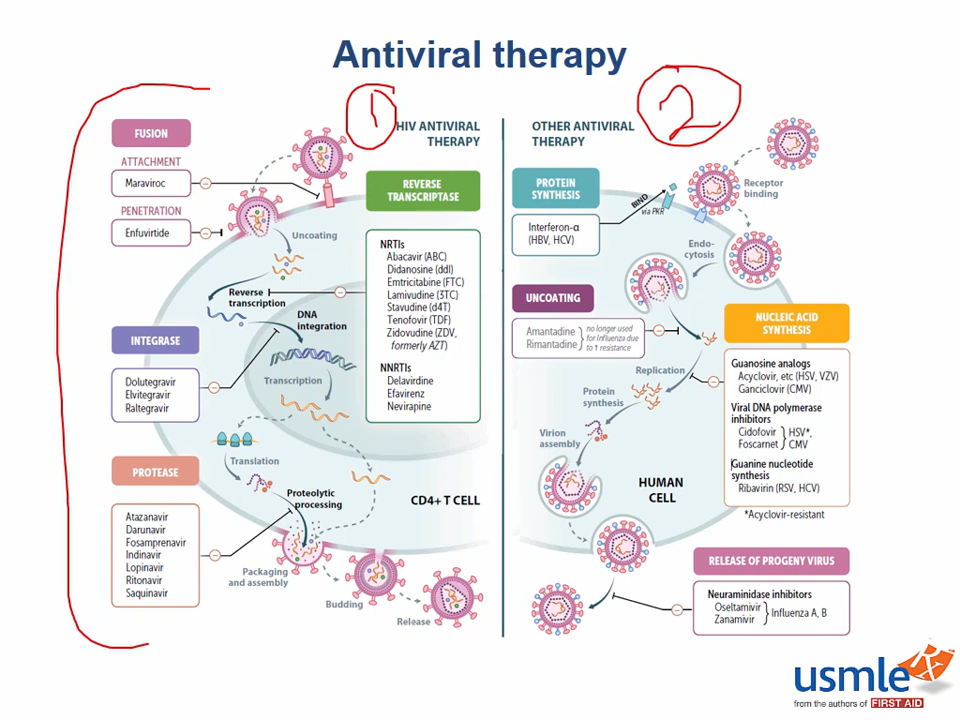 Antiviral therapy
1
2
HIV ANTIVIRAL
THERAPY
FUSION
ATTACHMENT
Maraviroc
PENETRATION
Enfuvirtide
REVERSE
TRANSCRIPTASE
NRTIs
Abacavir (ABC)
Didanosine (ddI)
Emtricitabine (FTC)
Lamivudine (3TC)
Stavudine (d4T)
Tenofovir (TDF)
Zidovudine (ZDV,
formerly AZT)
NNRTIs
Delavirdine
Efavirenz
Nevirapine
Uncoating
Reverse
transcription
DNA
integration
INTEGRASE
Dolutegravir
Elvitegravir
Raltegravir
Transcription
Translation
PROTEASE
Atazanavir
Darunavir
Fosamprenavir
Indinavir
Lopinavir
Ritonavir
Saquinavir
Proteolytic
processing
CD4+ T CELL
Packaging
and assembly
Budding
Release
OTHER ANTIVIRAL
THERAPY
PROTEIN
SYNTHESIS
Interferon-α
(HBV, HCV)
BIND
via PKR
Receptor
binding
Endo-
cytosis
UNCOATING
Amantadine
Rimantadine
no longer used
for Influenza due
to ↑ resistance
NUCLEIC ACID
SYNTHESIS
Guanosine analogs
Acyclovir, etc (HSV, VZV)
Ganciclovir (CMV)
Viral DNA polymerase
inhibitors
Cidofovir
Foscarnet
HSV*,
CMV
Guanine nucleotide
synthesis
Ribavirin (RSV, HCV)
*Acyclovir-resistant
Replication
Protein
synthesis
Virion
assembly
HUMAN
CELL
RELEASE OF PROGENY VIRUS
Neuraminidase inhibitors
Oseltamivir
Zanamivir
Influenza A, B
usmle Rx
from the authors of FIRST AID